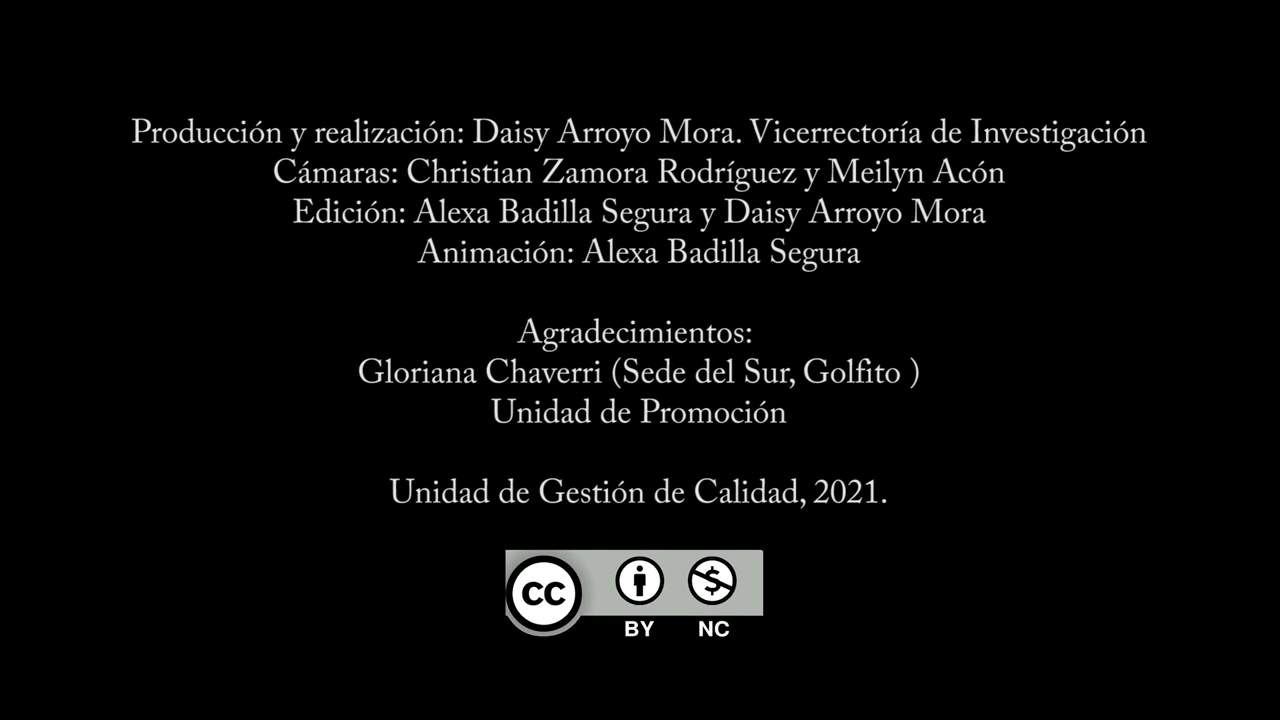 Producción y realización: Daisy Arroyo Mora. Vicerrectoría de Investigación
Cámaras: Christian Zamora Rodríguez y Meilyn Acón
Edición: Alexa Badilla Segura y Daisy Arroyo Mora
Animación: Alexa Badilla Segura
Agradecimientos:
Gloriana Chaverri (Sede del Sur, Golfito )
Unidad de Promoción
Unidad de Gestión de Calidad, 2021.
CC
BY NC